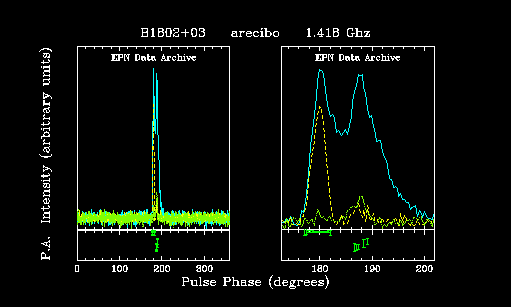 B1802+03 arecibo 1.418 Ghz
EPN Data Archive EPN Data Archive
P.A. Intensity (arbitrary units)
0 100 200 300 180 190 200
Pulse Phase (degrees)